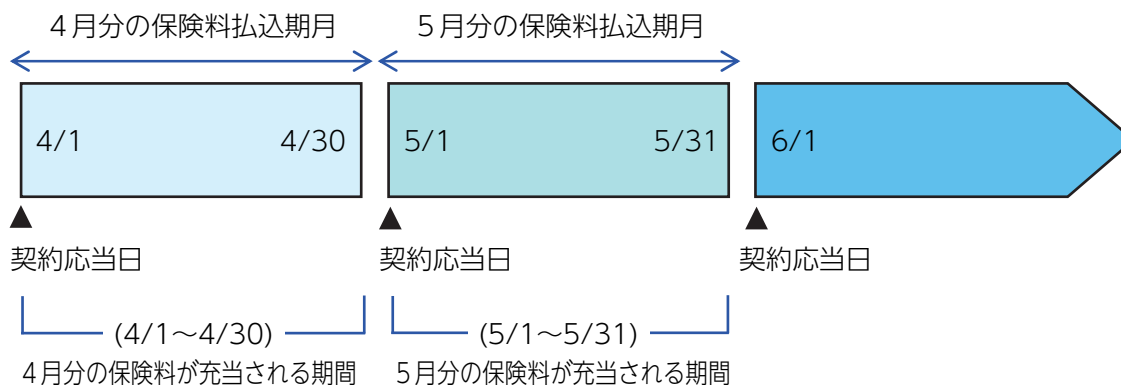 4月分の保険料払込期月
5月分の保険料払込期月
4/1
4/30
5/1
5/31
6/1
▲
▲
▲
契約応当日
契約応当日
契約応当日
(4/1～4/30)
(5/1～5/31)
4月分の保険料が充当される期間
5月分の保険料が充当される期間